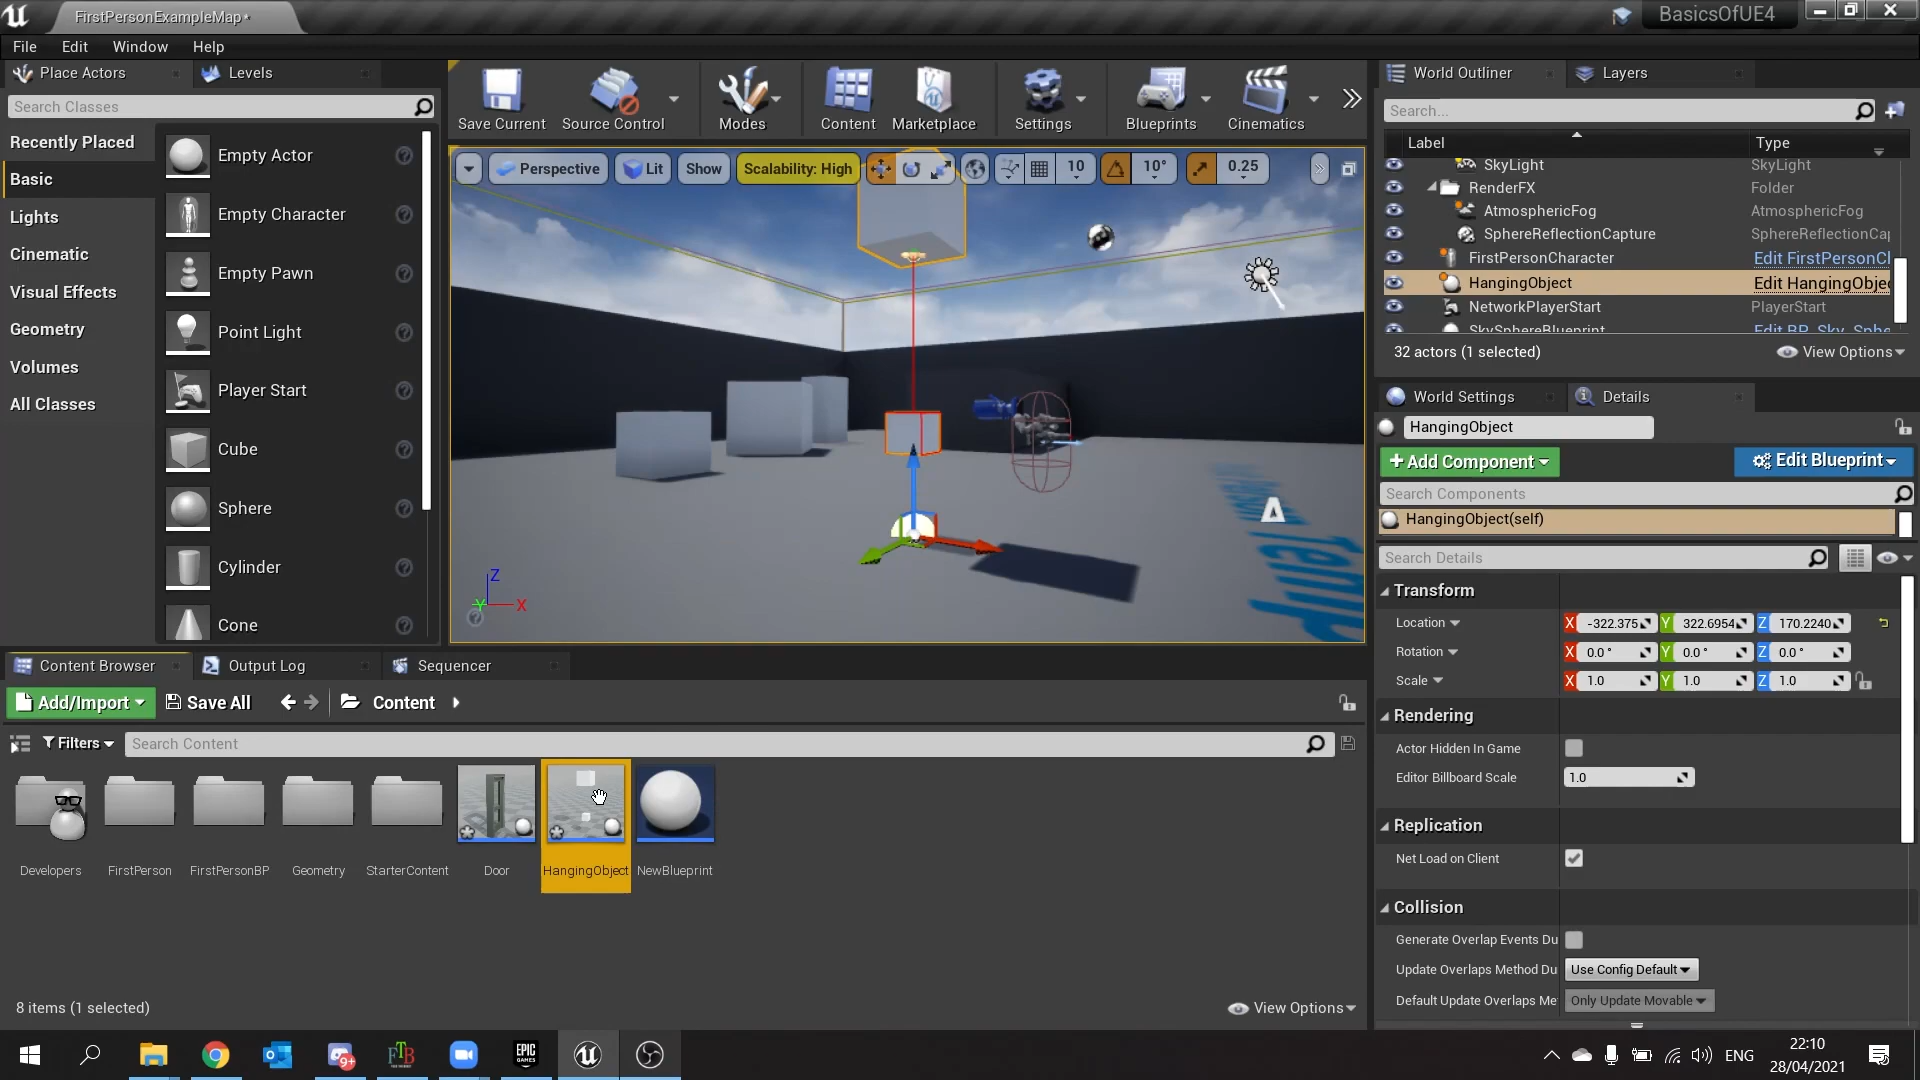 FirstPersonExampleMap*
BasicsOfUE4
File Edit Window Help
Place Actors
Levels
Search Classes
Recently Placed
Basic
Lights
Cinematic
Visual Effects
Geometry
Volumes
All Classes
Empty Actor
Empty Character
Empty Pawn
Point Light
Player Start
Cube
Sphere
Cylinder
Cone
Save Current
Source Control
Modes
Content
Marketplace
Settings
Blueprints
Cinematics
Perspective
Lit
Show
Scalability: High
10
10°
0.25
Z
Y
X
World Outliner
Layers
Search...
Label
Type
SkyLight SkyLight
RenderFX Folder
AtmosphericFog AtmosphericFog
SphereReflectionCapture SphereReflectionCap
FirstPersonCharacter Edit FirstPersonCl
HangingObject Edit HangingObjec
NetworkPlayerStart PlayerStart
SkySphereBlueprint Edit BP_Sky_Sphe
32 actors (1 selected)
View Options
World Settings
Details
HangingObject
+Add Component
Edit Blueprint
Search Components
HangingObject(self)
Search Details
Transform
Location X -322.375 Y 322.6954 Z 170.2240
Rotation X 0.0 ° Y 0.0 ° Z 0.0 °
Scale X 1.0 Y 1.0 Z 1.0
Rendering
Actor Hidden In Game
Editor Billboard Scale 1.0
Replication
Net Load on Client
Collision
Generate Overlap Events Du
Update Overlaps Method Du Use Config Default
Default Update Overlaps Me Only Update Movable
Content Browser
Output Log
Sequencer
Add/Import
Save All
Content
Filters
Search Content
Developers
FirstPerson
FirstPersonBP
Geometry
StarterContent
Door
HangingObject
NewBlueprint
8 items (1 selected)
View Options
9+
FTB
EPIC
GAMES
ENG
22:10
28/04/2021